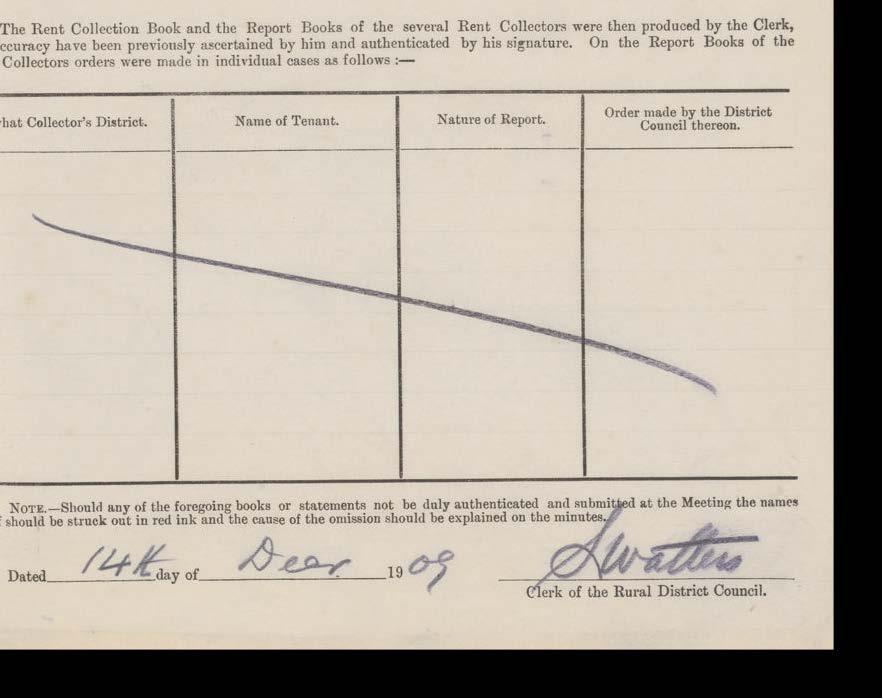 The Rent Collection Book and the Report Books of the several Rent Collectors were then produced by the Clerk,
ccuracy have been previously ascertained by him and authenticated by his signature. On the Report Books of the
Collectors orders were made in individual cases as follows :—
hat Collector's District.
Name of Tenant.
Nature of Report.
Order made by the District
Council thereon.
NOTE.—Should any of the foregoing books or statements not be duly authenticated and submitted at the Meeting the names
should be struck out in red ink and the cause of the omission should be explained on the minutes.
Dated 14th day of Decr. 1909 SWatters
Clerk of the Rural District Council.